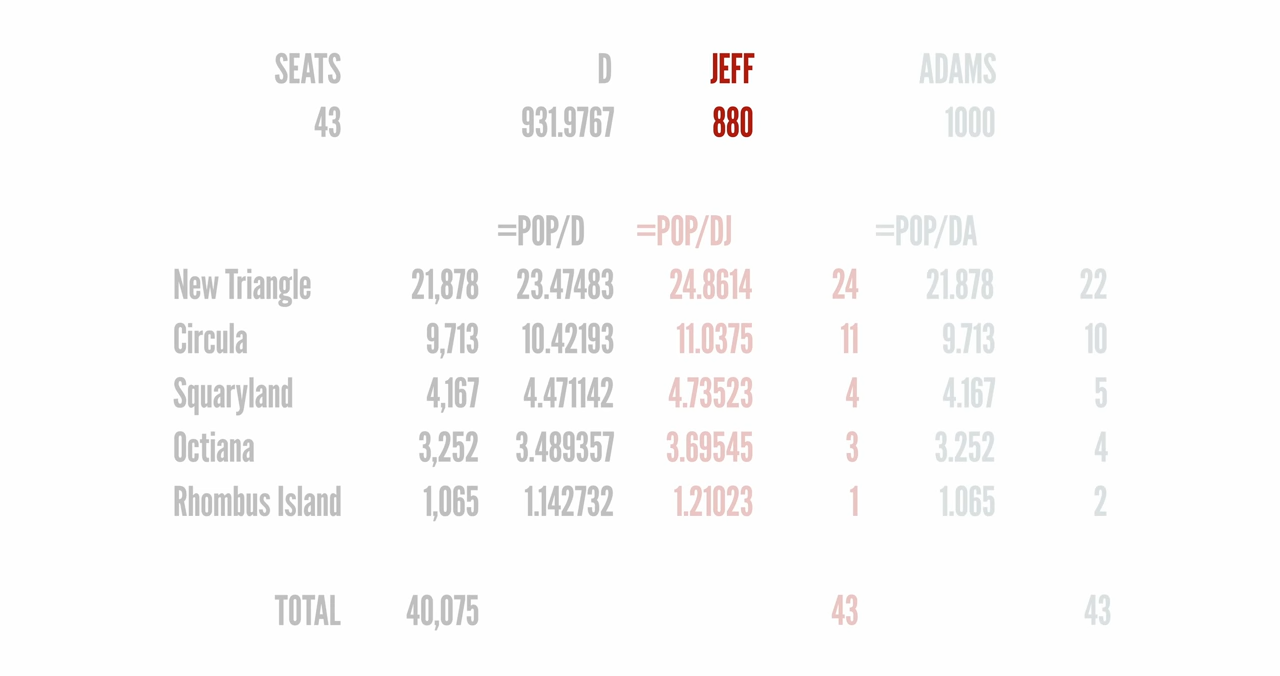 SEATS D JEFF ADAMS
43 931.9767 880 1000
=POP/D =POP/DJ =POP/DA
New Triangle 21,878 23.47483 24.8614 24 21.878 22
Circula 9,713 10.42193 11.0375 11 9.713 10
Squaryland 4,167 4.471142 4.73523 4 4.167 5
Octiana 3,252 3.489357 3.69545 3 3.252 4
Rhombus Island 1,065 1.142732 1.21023 1 1.065 2
TOTAL 40,075 43 43